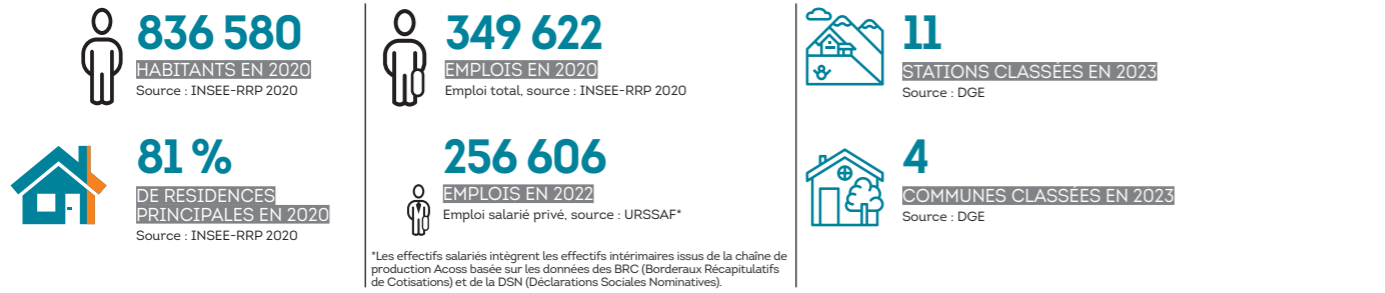 836 580
HABITANTS EN 2020
Source : INSEE-RRP 2020
81 %
DE RESIDENCES
PRINCIPALES EN 2020
Source : INSEE-RRP 2020
349 622
EMPLOIS EN 2020
Emploi total, source : INSEE-RRP 2020
256 606
EMPLOIS EN 2022
Emploi salarié privé, source : URSSAF*
*Les effectifs salariés intègrent les effectifs intérimaires issus de la chaîne de
production Acoss basée sur les données des BRC (Borderaux Récapitulatifs
de Cotisations) et de la DSN (Déclarations Sociales Nominatives).
11
STATIONS CLASSÉES EN 2023
Source : DGE
4
COMMUNES CLASSÉES EN 2023
Source : DGE